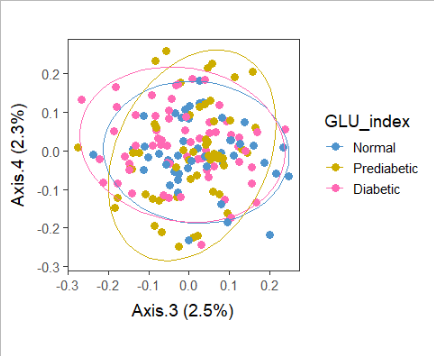 0.2
0.1
0.0
-0.1
-0.2
-0.3
Axis.4 (2.3%)
-0.3 -0.2 -0.1 0.0 0.1 0.2
Axis.3 (2.5%)
GLU_index
Normal
Prediabetic
Diabetic